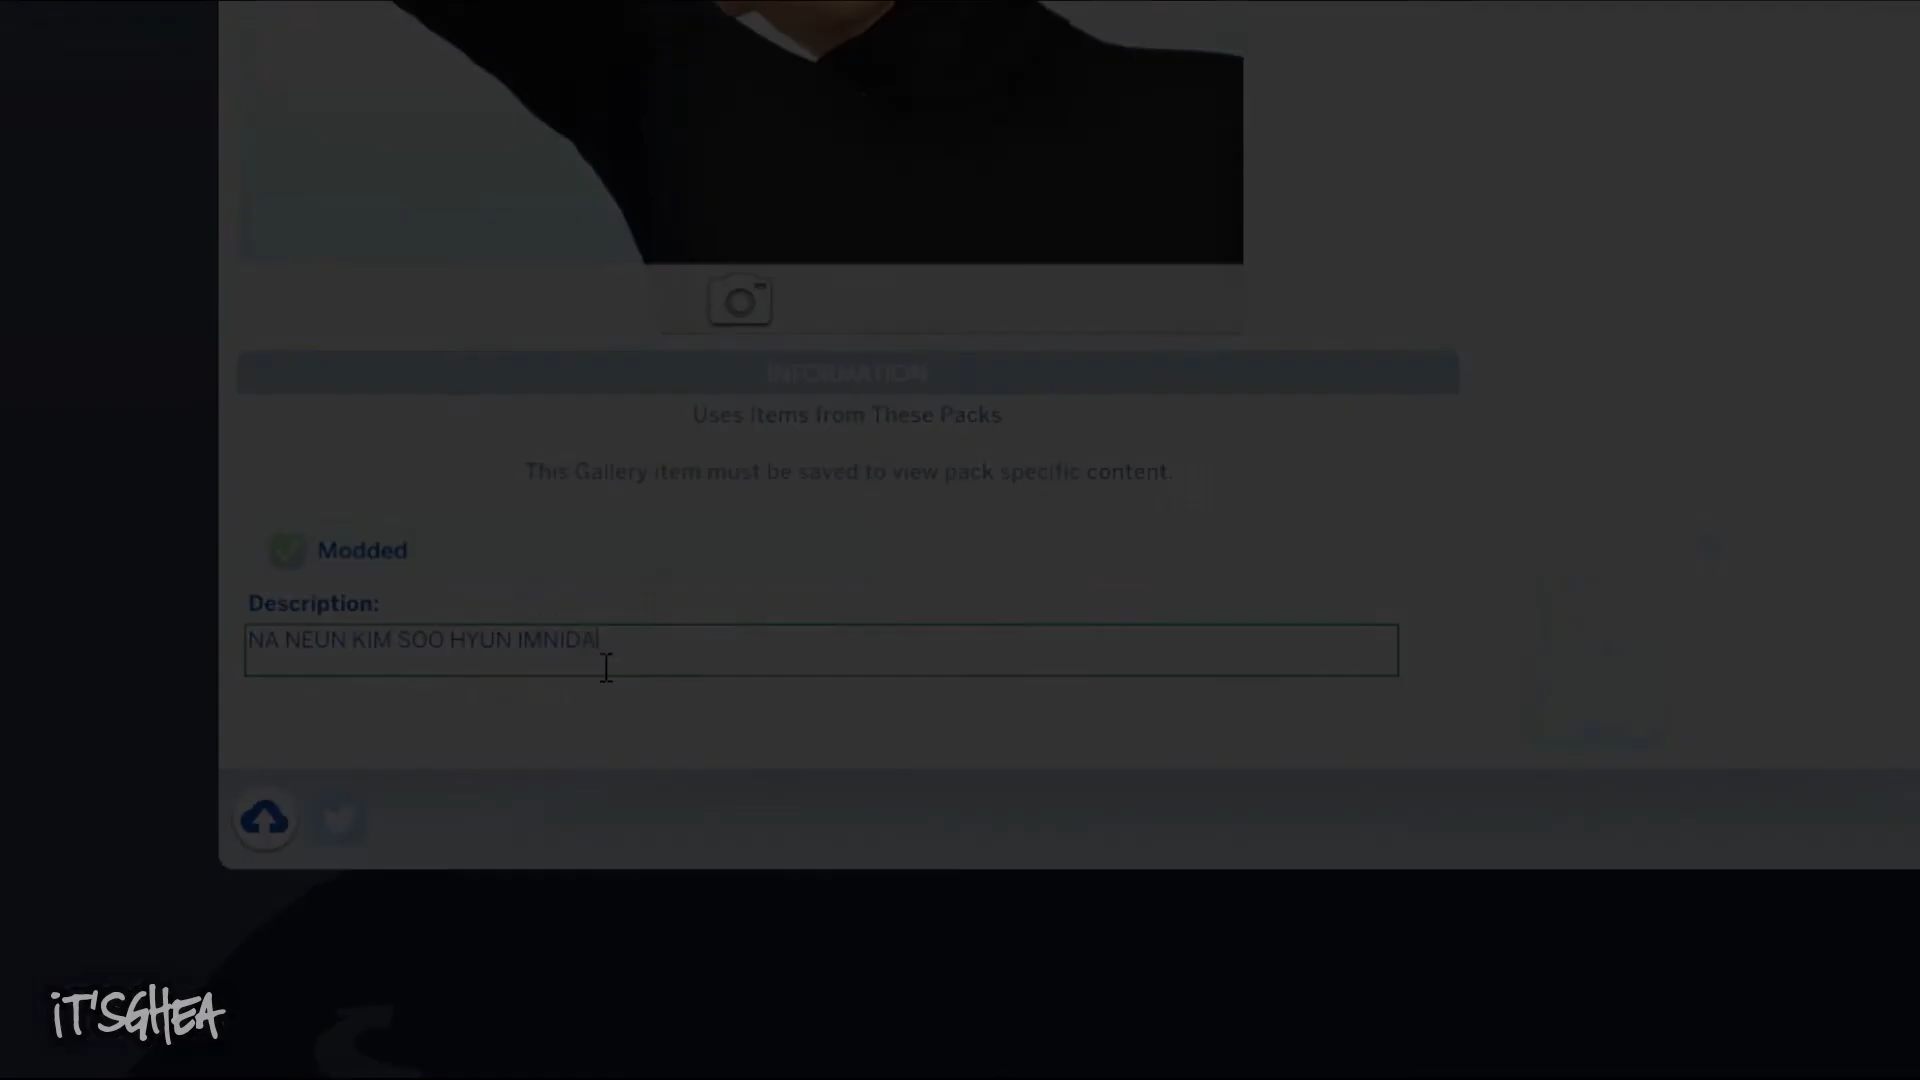 INFORMATION
Uses Items from These Packs
This Gallery item must be saved to view pack specific content.
Modded
Description:
NA NEUN KIM SOO HYUN IMNIDA
iT'SGHEA